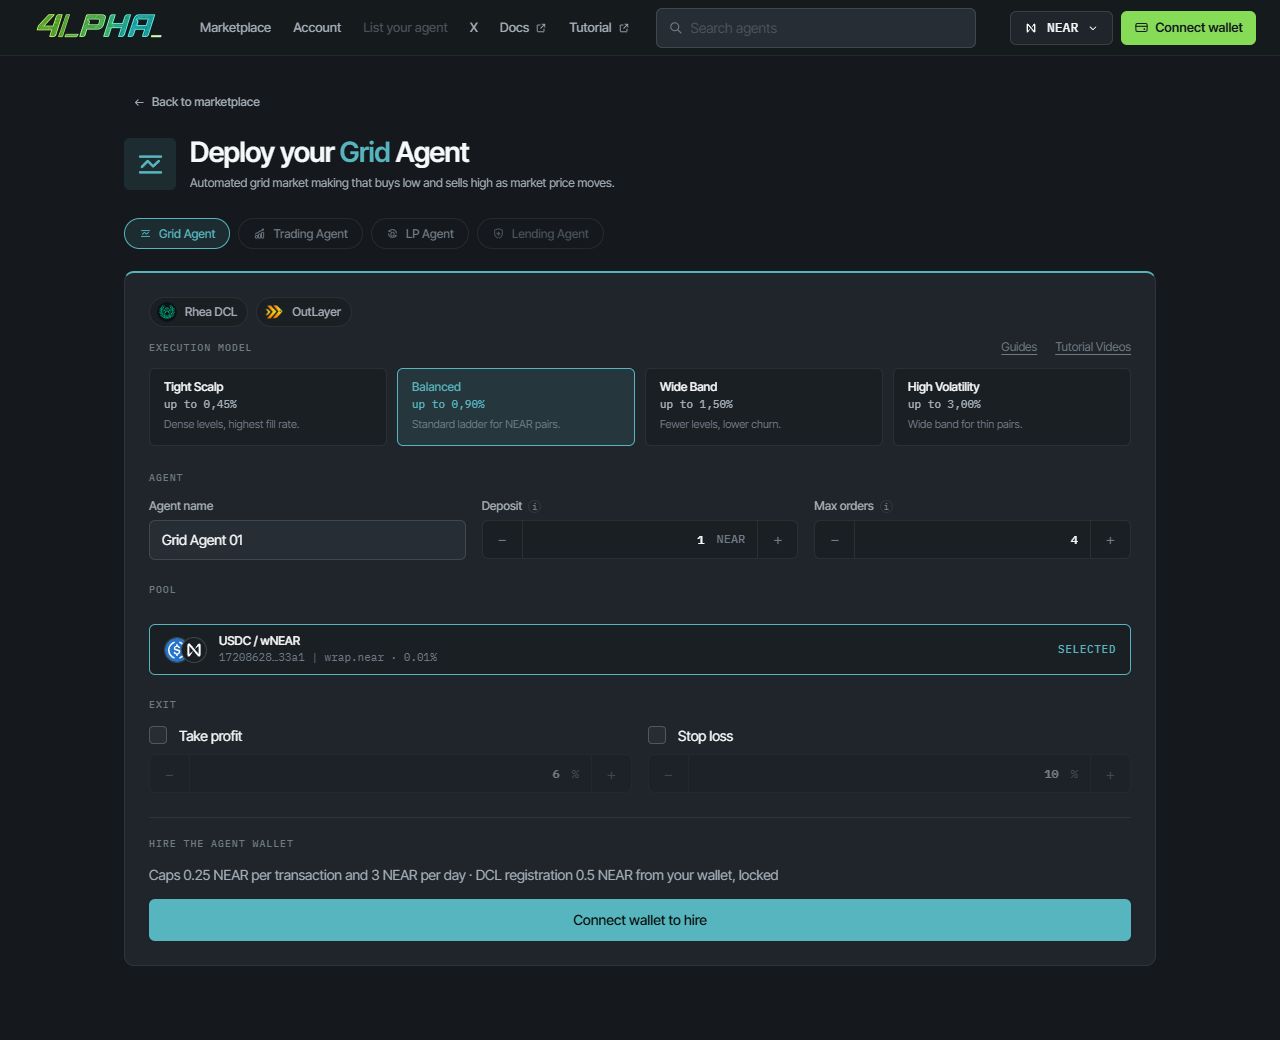 4LPHA_
Marketplace Account List your agent X Docs Tutorial Search agents NEAR Connect wallet
← Back to marketplace
Deploy your Grid Agent
Automated grid market making that buys low and sells high as market price moves.
Grid Agent Trading Agent LP Agent Lending Agent
Rhea DCL OutLayer
EXECUTION MODEL Guides Tutorial Videos
Tight Scalp
up to 0,45%
Dense levels, highest fill rate.
Balanced
up to 0,90%
Standard ladder for NEAR pairs.
Wide Band
up to 1,50%
Fewer levels, lower churn.
High Volatility
up to 3,00%
Wide band for thin pairs.
AGENT
Agent name Deposit i Max orders i
Grid Agent 01 − 1 NEAR + − 4 +
POOL
USDC / wNEAR
17208628…33a1 | wrap.near · 0.01%
SELECTED
EXIT
Take profit Stop loss
− 6 % + − 10 % +
HIRE THE AGENT WALLET
Caps 0.25 NEAR per transaction and 3 NEAR per day · DCL registration 0.5 NEAR from your wallet, locked
Connect wallet to hire